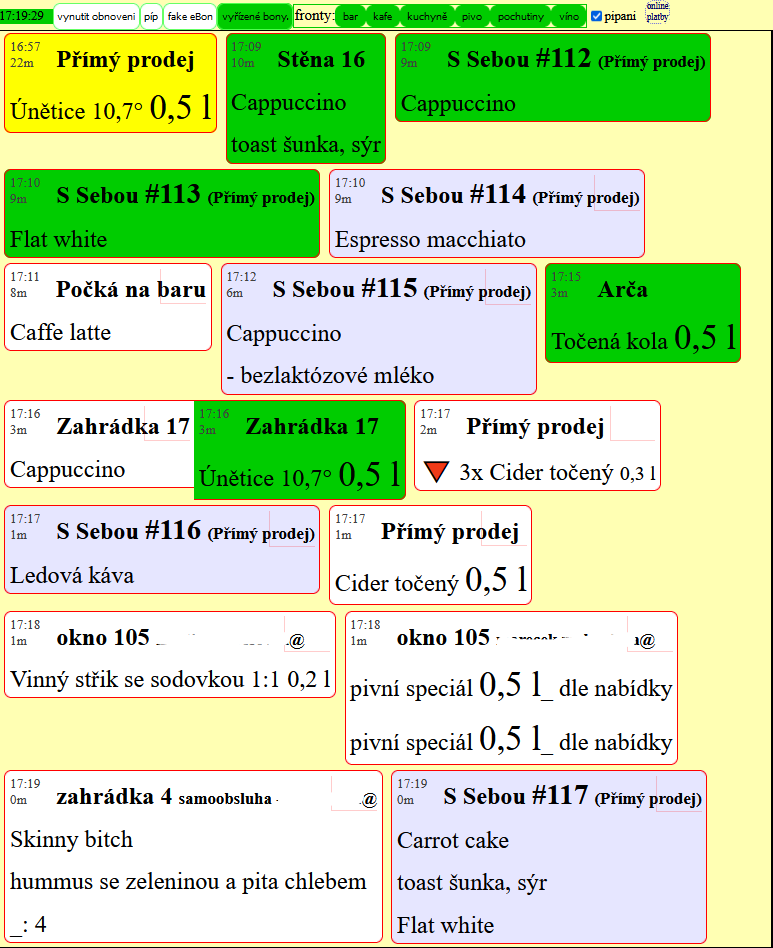 17:19:29 vynutit obnovení píp fake eBon vyřízené bony. fronty: bar kafe kuchyně pivo pochutiny víno pipani online platby
16:57
22m Přímý prodej
Únětice 10,7° 0,5 l
17:09
10m Stěna 16
Cappuccino
toast šunka, sýr
17:09
9m S Sebou #112 (Přímý prodej)
Cappuccino
17:10
9m S Sebou #113 (Přímý prodej)
Flat white
17:10
9m S Sebou #114 (Přímý prodej)
Espresso macchiato
17:11
8m Počká na baru
Caffe latte
17:12
6m S Sebou #115 (Přímý prodej)
Cappuccino
- bezlaktózové mléko
17:15
3m Arča
Točená kola 0,5 l
17:16
3m Zahrádka 17
Cappuccino
17:16
3m Zahrádka 17
Únětice 10,7° 0,5 l
17:17
2m Přímý prodej
3x Cider točený 0,3 l
17:17
1m S Sebou #116 (Přímý prodej)
Ledová káva
17:17
1m Přímý prodej
Cider točený 0,5 l
17:18
1m okno 105 @
Vinný střik se sodovkou 1:1 0,2 l
17:18
1m okno 105 @
pivní speciál 0,5 l_ dle nabídky
pivní speciál 0,5 l_ dle nabídky
17:19
0m zahrádka 4 samoobsluha - .@
Skinny bitch
hummus se zeleninou a pita chlebem
_: 4
17:19
0m S Sebou #117 (Přímý prodej)
Carrot cake
toast šunka, sýr
Flat white